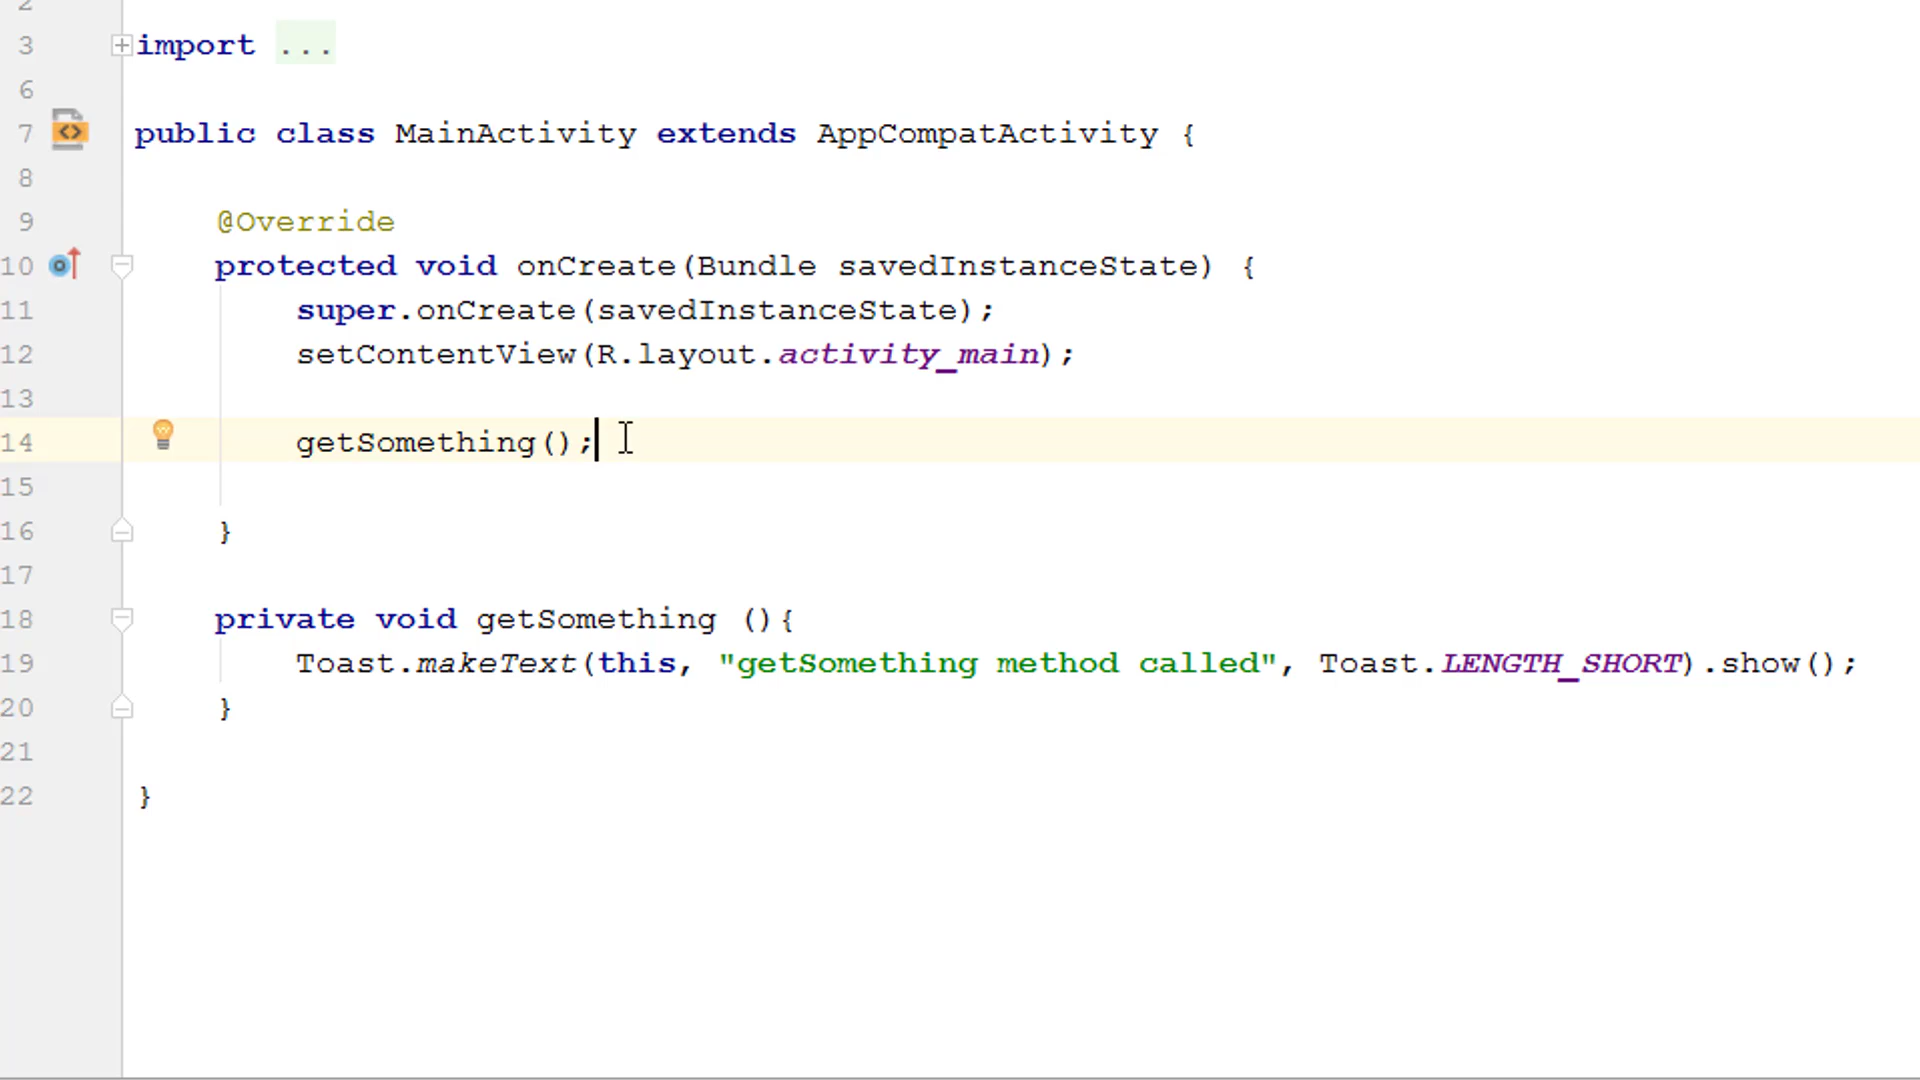 2
3 import ...
6
7 public class MainActivity extends AppCompatActivity {
8
9 @Override
10 protected void onCreate(Bundle savedInstanceState) {
11 super.onCreate(savedInstanceState);
12 setContentView(R.layout.activity_main);
13
14 getSomething();
15
16 }
17
18 private void getSomething (){
19 Toast.makeText(this, "getSomething method called", Toast.LENGTH_SHORT).show();
20 }
21
22 }